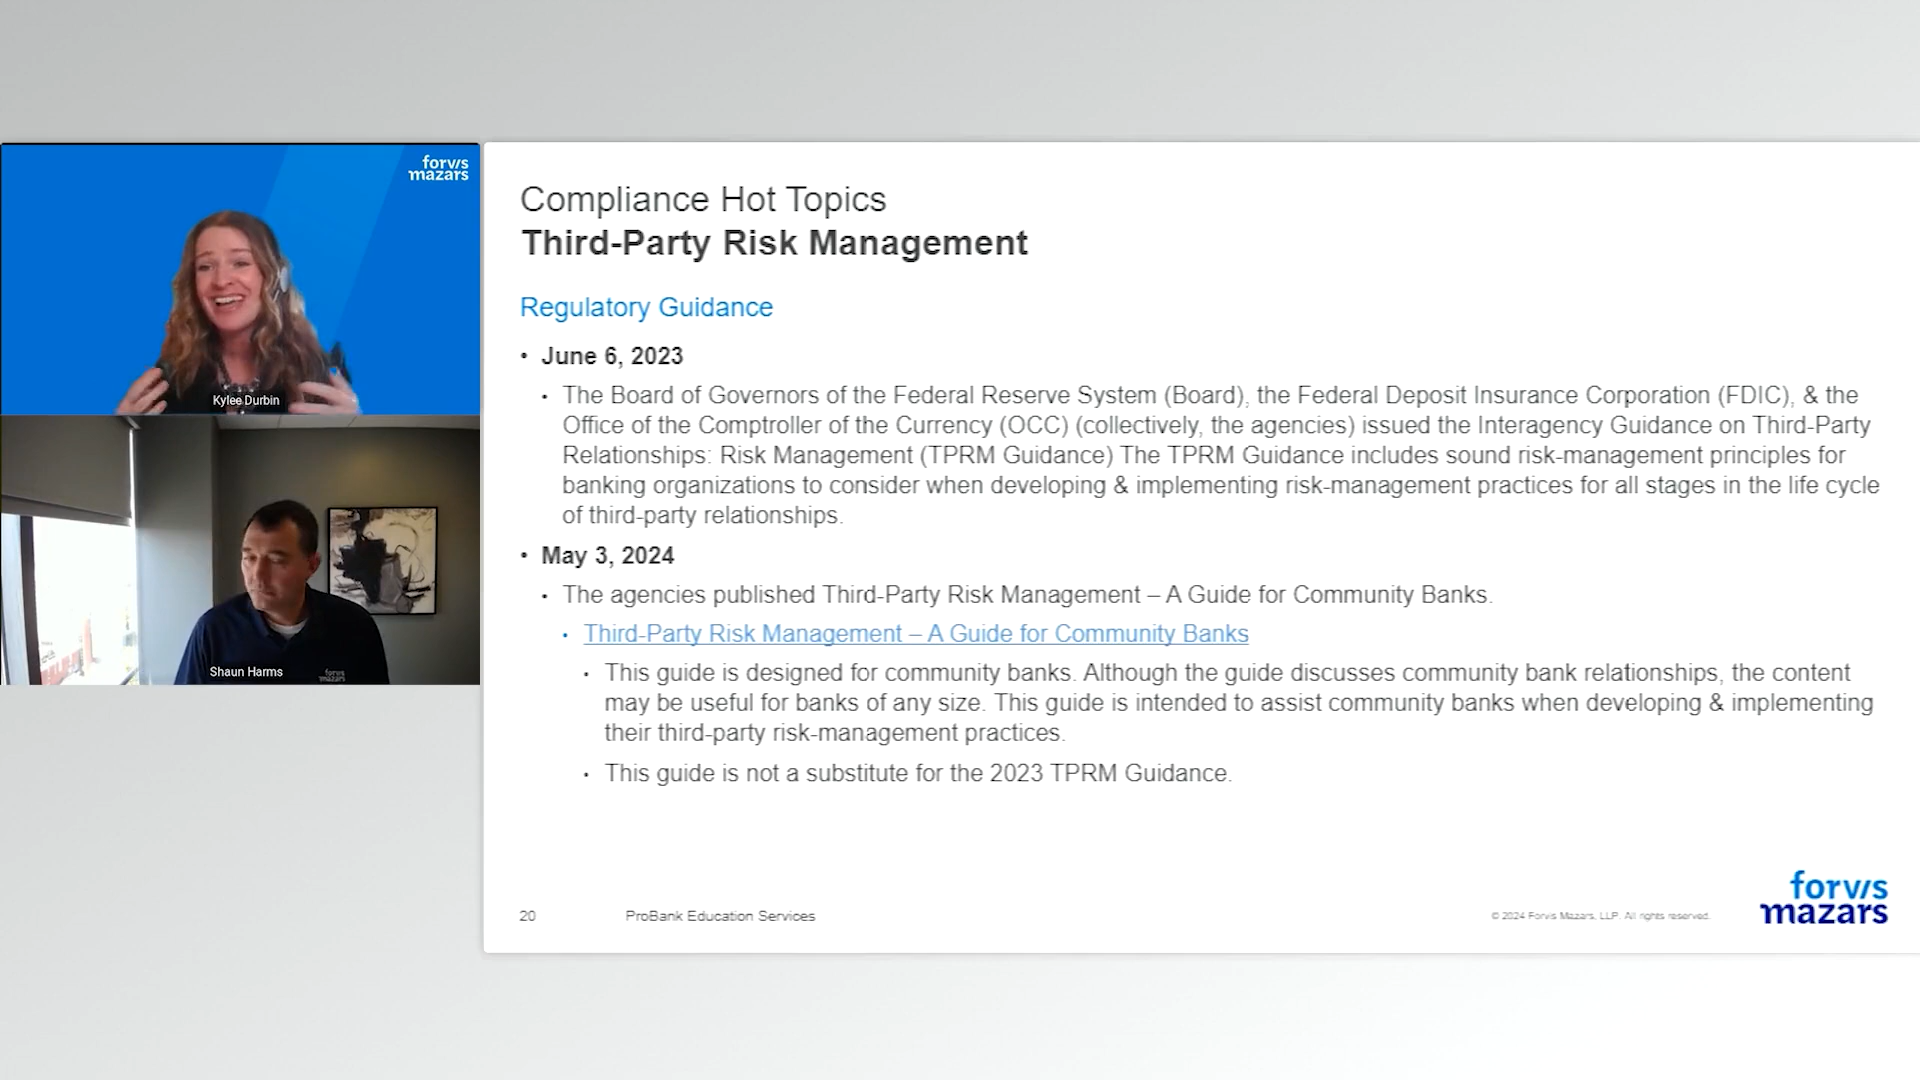 forvis
mazars
Kylee Durbin
Shaun Harms
forvis
mazars
Compliance Hot Topics
Third-Party Risk Management
Regulatory Guidance
• June 6, 2023
• The Board of Governors of the Federal Reserve System (Board), the Federal Deposit Insurance Corporation (FDIC), & the
Office of the Comptroller of the Currency (OCC) (collectively, the agencies) issued the Interagency Guidance on Third-Party
Relationships: Risk Management (TPRM Guidance) The TPRM Guidance includes sound risk-management principles for
banking organizations to consider when developing & implementing risk-management practices for all stages in the life cycle
of third-party relationships.
• May 3, 2024
• The agencies published Third-Party Risk Management – A Guide for Community Banks.
• Third-Party Risk Management – A Guide for Community Banks
• This guide is designed for community banks. Although the guide discusses community bank relationships, the content
may be useful for banks of any size. This guide is intended to assist community banks when developing & implementing
their third-party risk-management practices.
• This guide is not a substitute for the 2023 TPRM Guidance.
20
ProBank Education Services
© 2024 Forvis Mazars, LLP. All rights reserved.
forvis
mazars